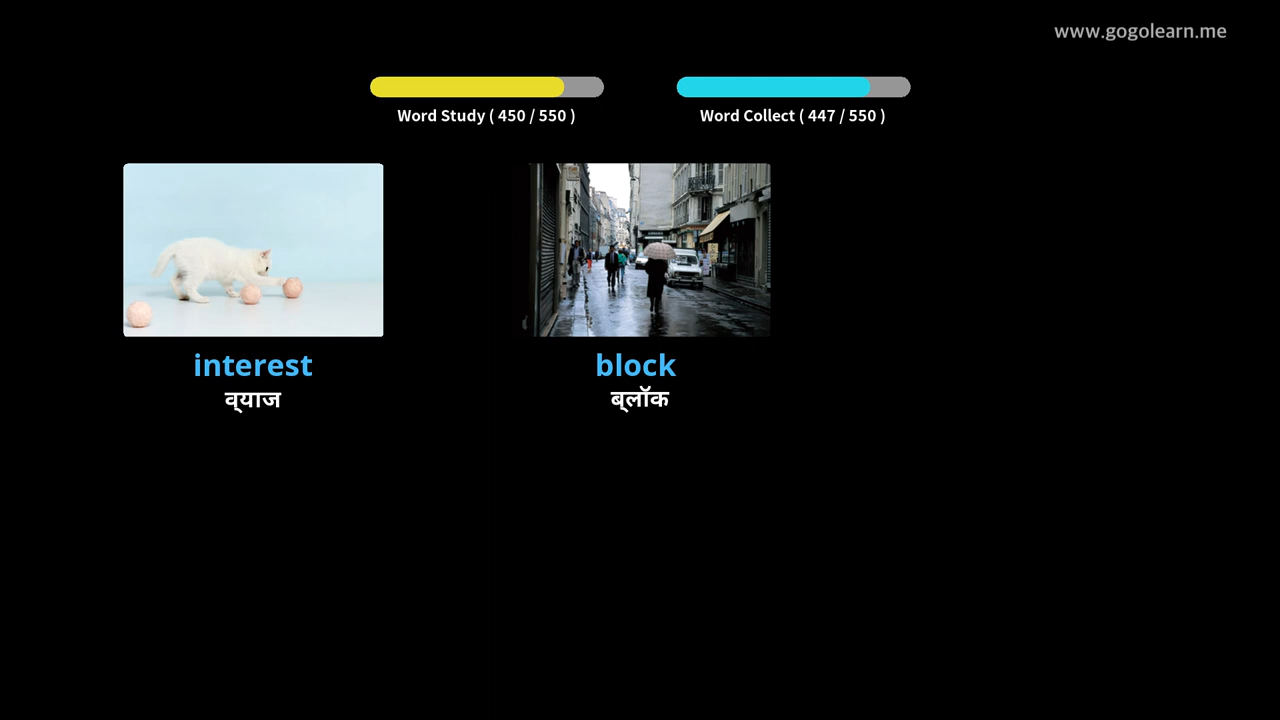 www.gogolearn.me
Word Study ( 450 / 550 )
Word Collect ( 447 / 550 )
interest
व्याज
block
ब्लॉक